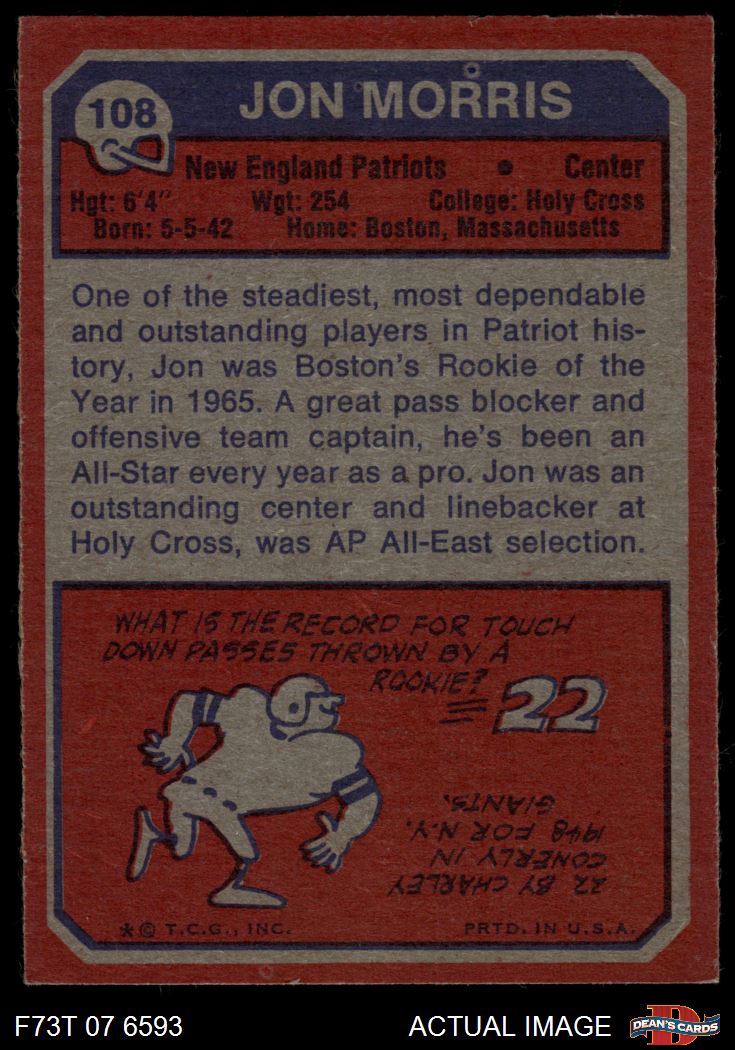 108
JON MORRIS
New England Patriots • Center
Hgt: 6'4" Wgt: 254 College: Holy Cross
Born: 5-5-42 Home: Boston, Massachusetts
One of the steadiest, most dependable
and outstanding players in Patriot his-
tory, Jon was Boston's Rookie of the
Year in 1965. A great pass blocker and
offensive team captain, he's been an
All-Star every year as a pro. Jon was an
outstanding center and linebacker at
Holy Cross, was AP All-East selection.
WHAT IS THE RECORD FOR TOUCH
DOWN PASSES THROWN BY A
ROOKIE?
22
22 BY CHARLEY
CONERLY IN
1948 FOR N.Y.
GIANTS.
*© T.C.G., INC. PRTD. IN U.S.A.
F73T 07 6593 ACTUAL IMAGE
D
DEAN'S CARDS